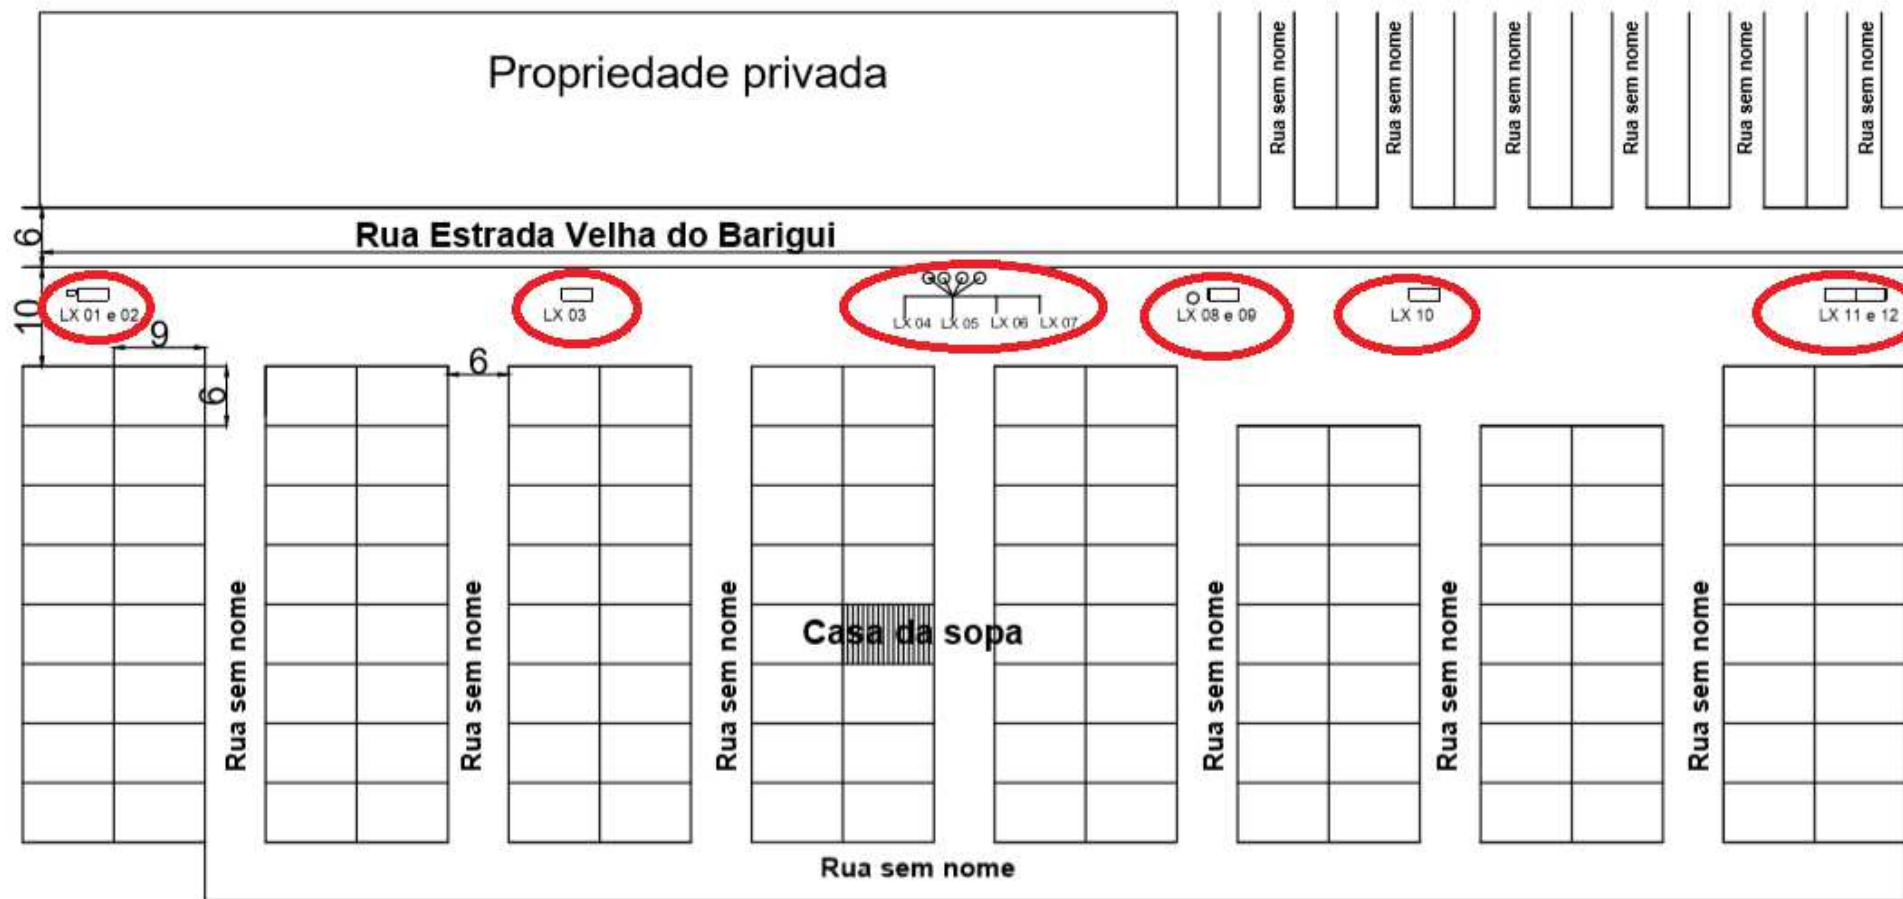 Propriedade privada
Rua sem nome
Rua sem nome
Rua sem nome
Rua sem nome
Rua sem nome
Rua sem nome
6
Rua Estrada Velha do Barigui
10
LX 01 e 02
LX 03
LX 04 LX 05 LX 06 LX 07
LX 08 e 09
LX 10
LX 11 e 12
9
6
6
Rua sem nome
Rua sem nome
Rua sem nome
Casa da sopa
Rua sem nome
Rua sem nome
Rua sem nome
Rua sem nome